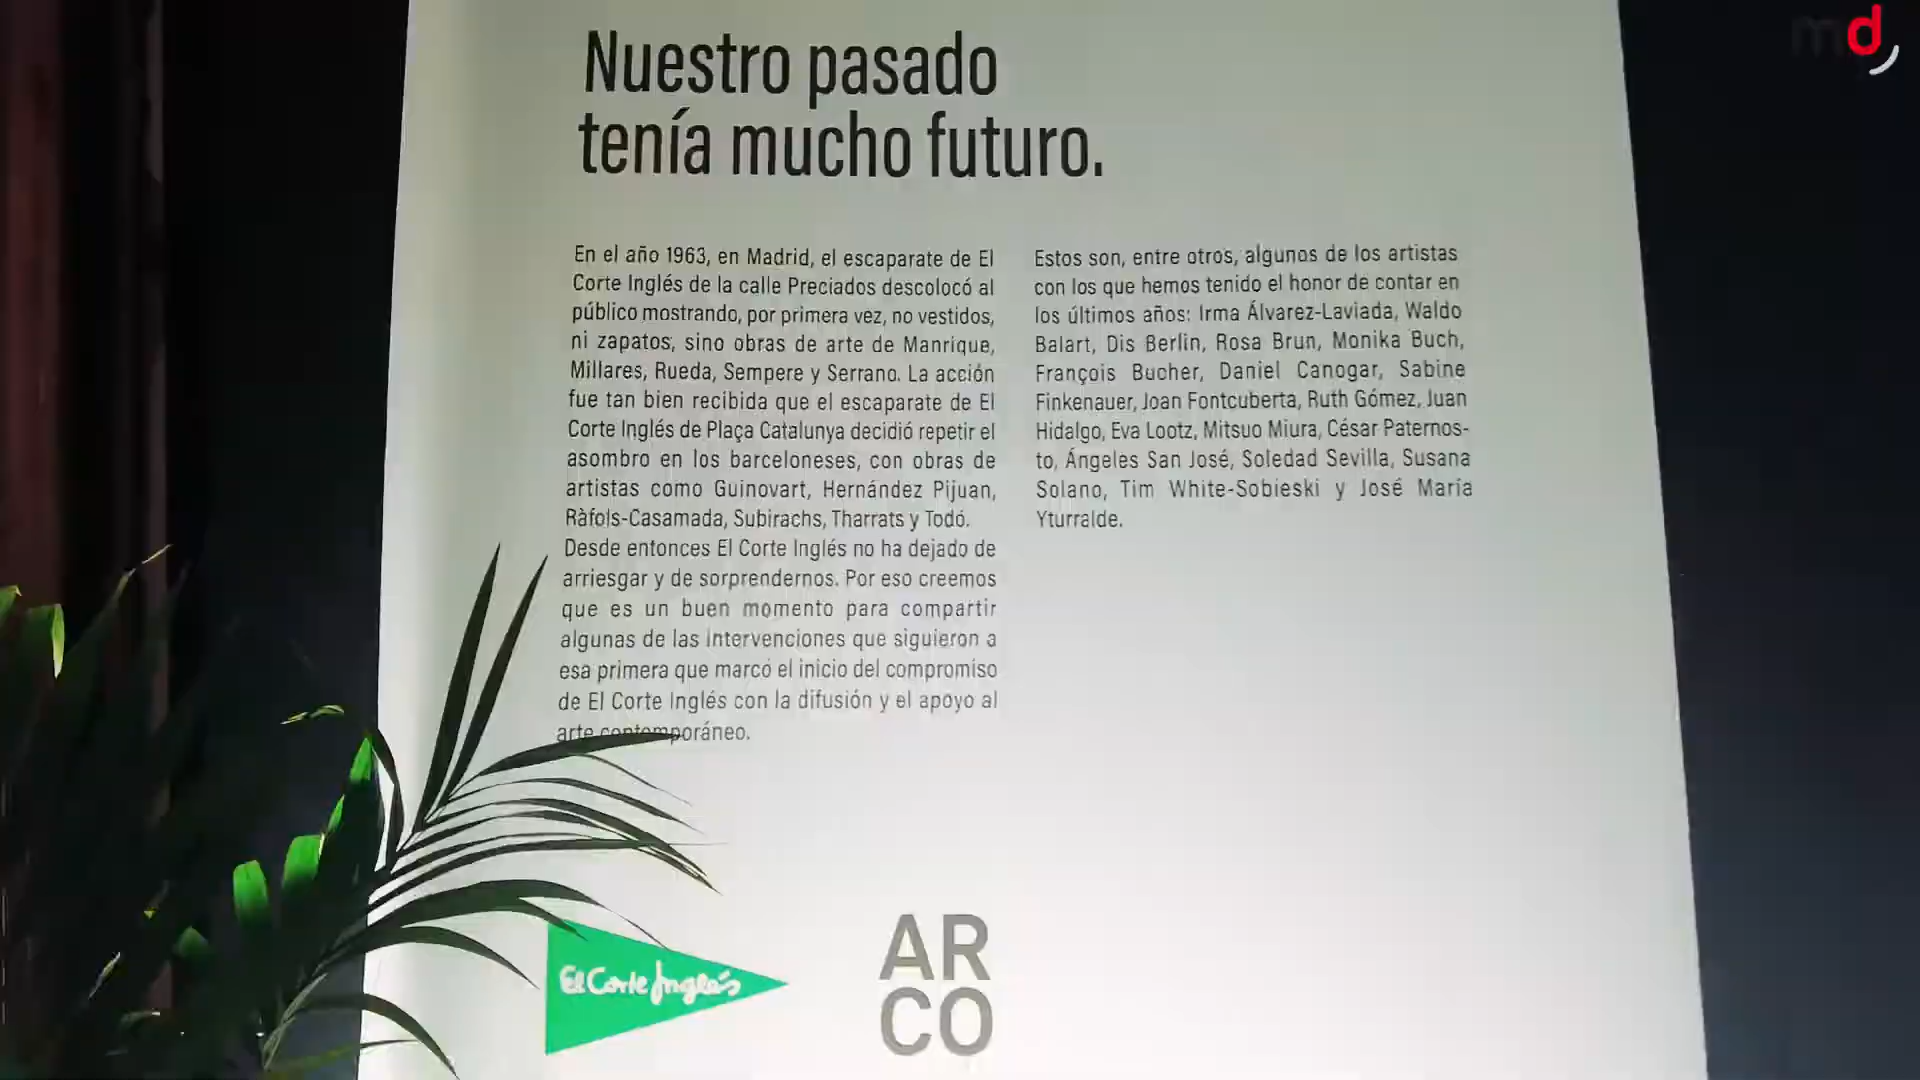 Nuestro pasado
tenía mucho futuro.
En el año 1963, en Madrid, el escaparate de El
Corte Inglés de la calle Preciados descolocó al
público mostrando, por primera vez, no vestidos,
ni zapatos, sino obras de arte de Manrique,
Millares, Rueda, Sempere y Serrano. La acción
fue tan bien recibida que el escaparate de El
Corte Inglés de Plaça Catalunya decidió repetir el
asombro en los barceloneses, con obras de
artistas como Guinovart, Hernández Pijuan,
Ràfols-Casamada, Subirachs, Tharrats y Todó.
Desde entonces El Corte Inglés no ha dejado de
arriesgar y de sorprendernos. Por eso creemos
que es un buen momento para compartir
algunas de las intervenciones que siguieron a
esa primera que marcó el inicio del compromiso
de El Corte Inglés con la difusión y el apoyo al
arte contemporáneo.
Estos son, entre otros, algunos de los artistas
con los que hemos tenido el honor de contar en
los últimos años: Irma Álvarez-Laviada, Waldo
Balart, Dis Berlin, Rosa Brun, Monika Buch,
François Bucher, Daniel Canogar, Sabine
Finkenauer, Joan Fontcuberta, Ruth Gómez, Juan
Hidalgo, Eva Lootz, Mitsuo Miura, César Paternos-
to, Ángeles San José, Soledad Sevilla, Susana
Solano, Tim White-Sobieski y José María
Yturralde.
El Corte Inglés
AR
CO
md